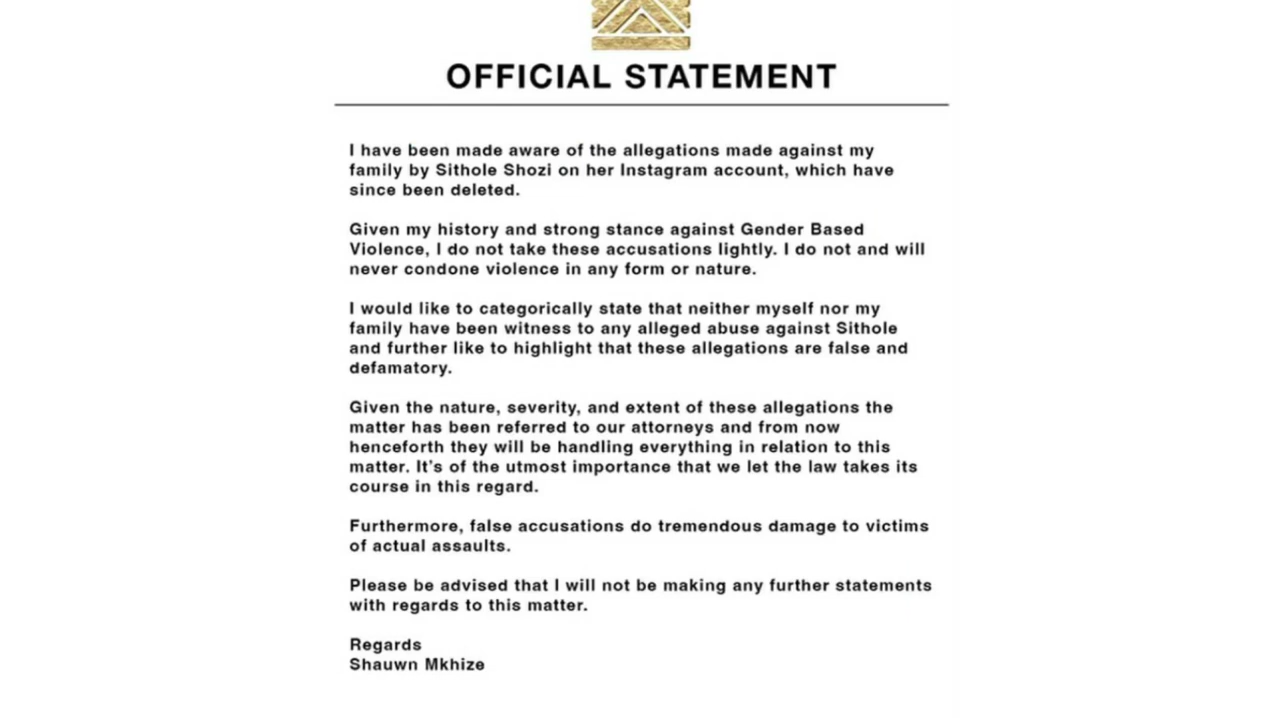 OFFICIAL STATEMENT
I have been made aware of the allegations made against my
family by Sithole Shozi on her Instagram account, which have
since been deleted.
Given my history and strong stance against Gender Based
Violence, I do not take these accusations lightly. I do not and will
never condone violence in any form or nature.
I would like to categorically state that neither myself nor my
family have been witness to any alleged abuse against Sithole
and further like to highlight that these allegations are false and
defamatory.
Given the nature, severity, and extent of these allegations the
matter has been referred to our attorneys and from now
henceforth they will be handling everything in relation to this
matter. It's of the utmost importance that we let the law takes its
course in this regard.
Furthermore, false accusations do tremendous damage to victims
of actual assaults.
Please be advised that I will not be making any further statements
with regards to this matter.
Regards
Shauwn Mkhize